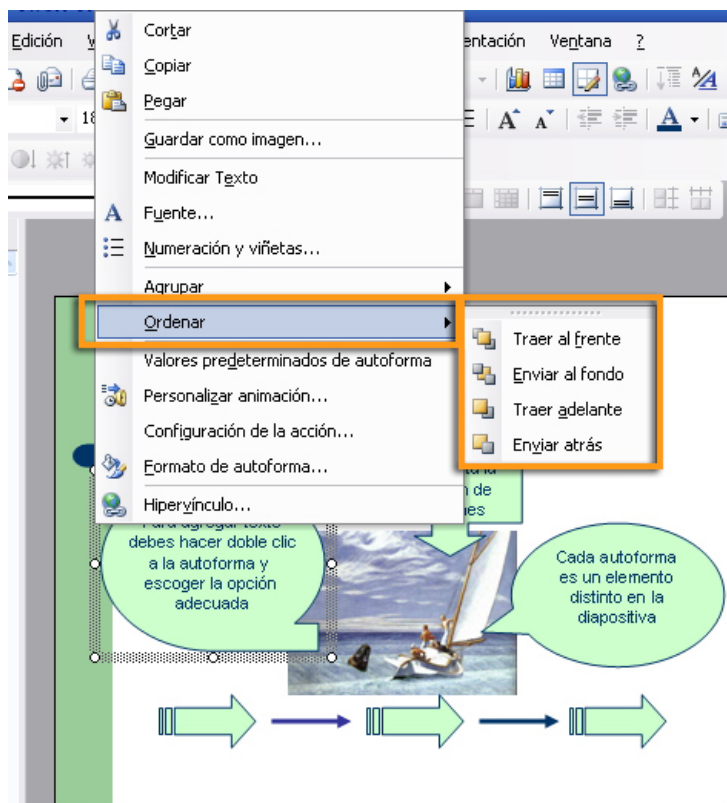 Edición
entación Ventana ?
18
Cortar
Copiar
Pegar
Guardar como imagen...
Modificar Texto
Fuente...
Numeración y viñetas...
Agrupar
Ordenar
Valores predeterminados de autoforma
Personalizar animación...
Configuración de la acción...
Formato de autoforma...
Hipervínculo...
Traer al frente
Enviar al fondo
Traer adelante
Enviar atrás
de
nes
Para agregar texto
debes hacer doble clic
a la autoforma y
escoger la opción
adecuada
Cada autoforma
es un elemento
distinto en la
diapositiva